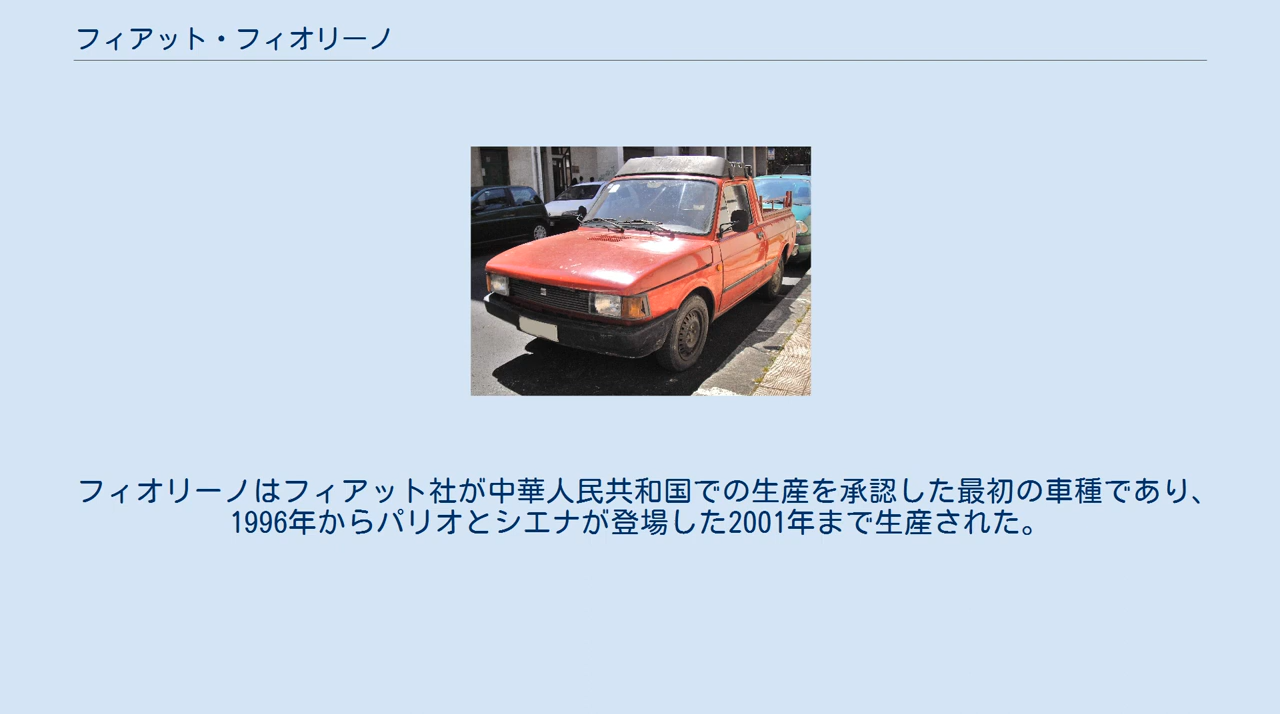 フィアット・フィオリーノ
フィオリーノはフィアット社が中華人民共和国での生産を承認した最初の車種であり、
1996年からパリオとシエナが登場した2001年まで生産された。